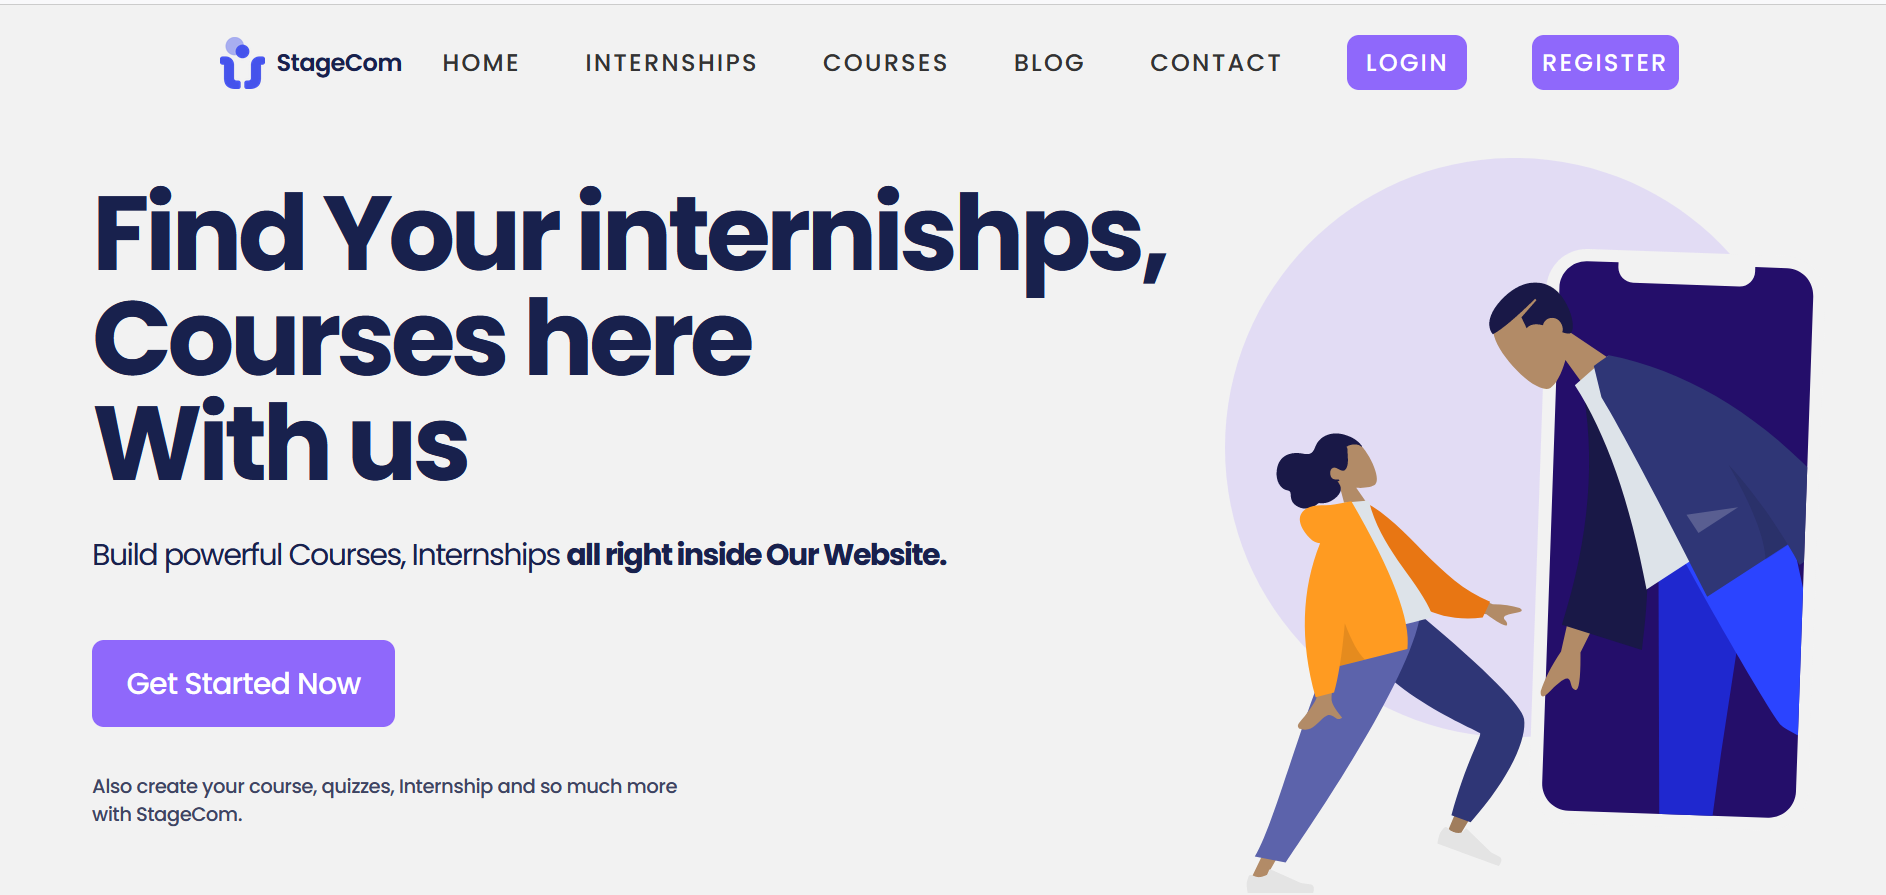 StageCom HOME INTERNSHIPS COURSES BLOG CONTACT LOGIN REGISTER
Find Your internishps,
Courses here
With us
Build powerful Courses, Internships all right inside Our Website.
Get Started Now
Also create your course, quizzes, Internship and so much more
with StageCom.